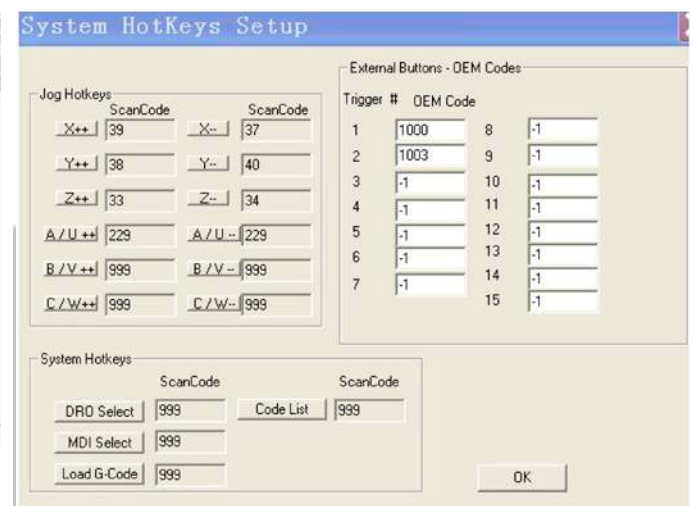 System HotKeys Setup
External Buttons - OEM Codes
Trigger # OEM Code
1 1000 8 -1
2 1003 9 -1
3 -1 10 -1
4 -1 11 -1
5 -1 12 -1
6 -1 13 -1
7 -1 14 -1
15 -1
Jog Hotkeys
ScanCode ScanCode
X++ 39 X-- 37
Y++ 38 Y-- 40
Z++ 33 Z-- 34
A/U ++ 229 A/U -- 229
B/V ++ 999 B/V -- 999
C/W++ 999 C/W-- 999
System Hotkeys
ScanCode ScanCode
DRO Select 999 Code List 999
MDI Select 999
Load G-Code 999
OK